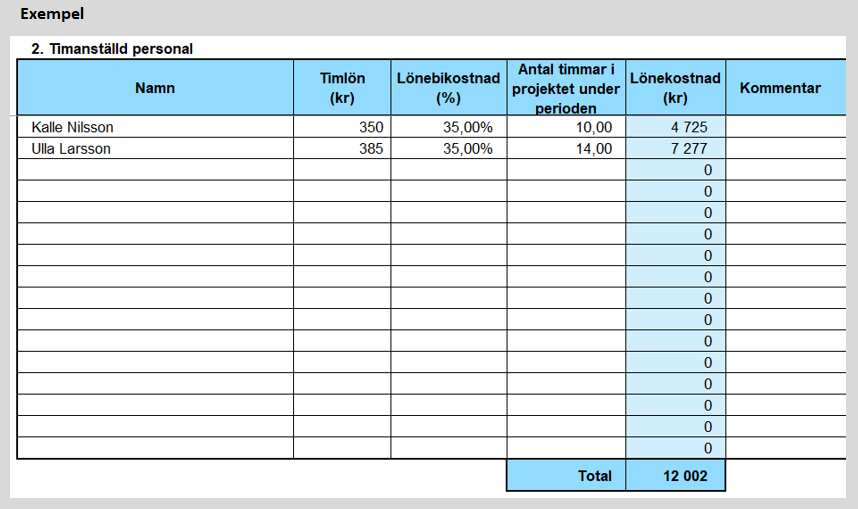 Exempel
2. Timanställd personal
Namn Timlön (kr) Lönebikostnad (%) Antal timmar i projektet under perioden Lönekostnad (kr) Kommentar
Kalle Nilsson 350 35,00% 10,00 4 725
Ulla Larsson 385 35,00% 14,00 7 277
0
0
0
0
0
0
0
0
0
0
0
0
0
0
Total 12 002